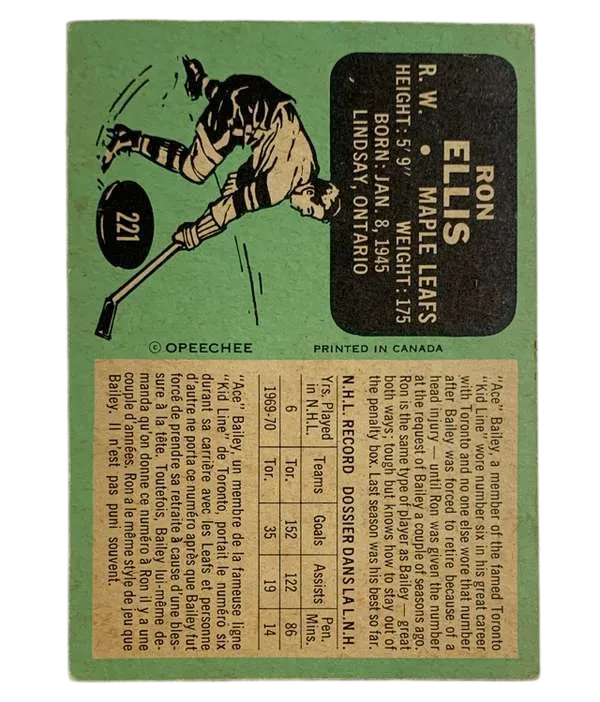 RON
ELLIS
R. W. • MAPLE LEAFS
HEIGHT: 5' 9" WEIGHT: 175
BORN: JAN. 8, 1945
LINDSAY, ONTARIO
221
© OPEECHEE
PRINTED IN CANADA
"Ace" Bailey, a member of the famed Toronto
"Kid Line" wore number six in his great career
with Toronto and no one else wore that number
after Bailey was forced to retire because of a
head injury — until Ron was given the number
at the request of Bailey a couple of seasons ago.
Ron is the same type of player as Bailey — great
both ways; tough but knows how to stay out of
the penalty box. Last season was his best so far.
N.H.L. RECORD DOSSIER DANS LA L.N.H.
Yrs. Played in N.H.L. Teams Goals Assists Pen. Mins.
6 Tor. 152 122 86
1969-70 Tor. 35 19 14
"Ace" Bailey, un membre de la fameuse ligne
"Kid Line" de Toronto, portait le numéro six
durant sa carrière avec les Leafs et personne
d'autre ne porta ce numéro après que Bailey fut
forcé de prendre sa retraite à cause d'une bles-
sure à la tête. Toutefois, Bailey lui-même de-
manda qu'on donne ce numéro à Ron il y a une
couple d'années. Ron a le même style de jeu que
Bailey. Il n'est pas puni souvent.